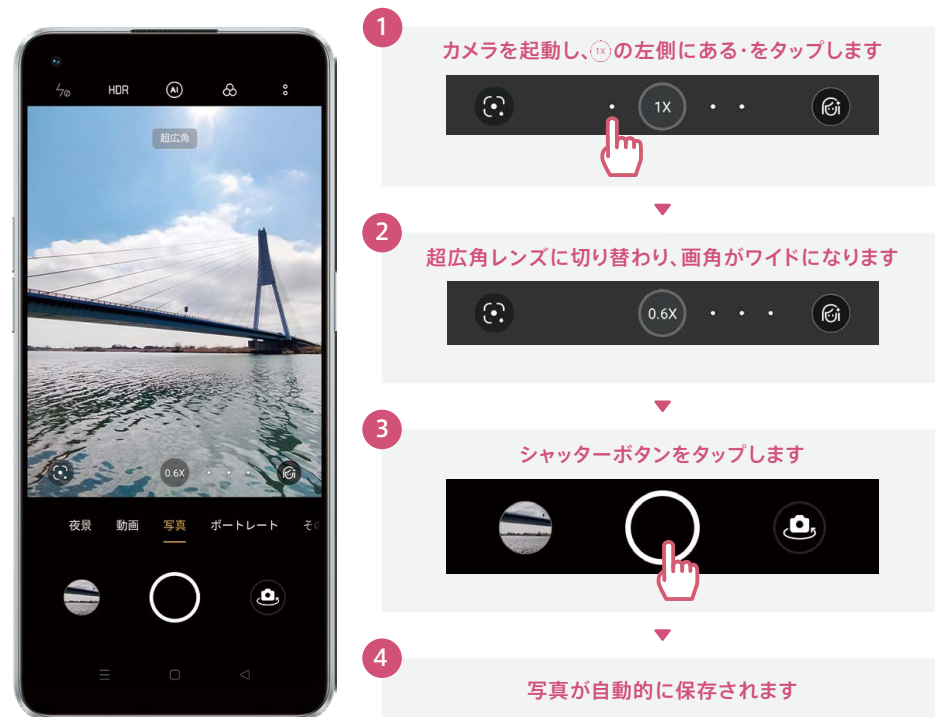 HDR
AI
超広角
0.6X
夜景 動画 写真 ポートレート その
1
カメラを起動し、1Xの左側にある・をタップします
1X
2
超広角レンズに切り替わり、画角がワイドになります
0.6X
3
シャッターボタンをタップします
4
写真が自動的に保存されます